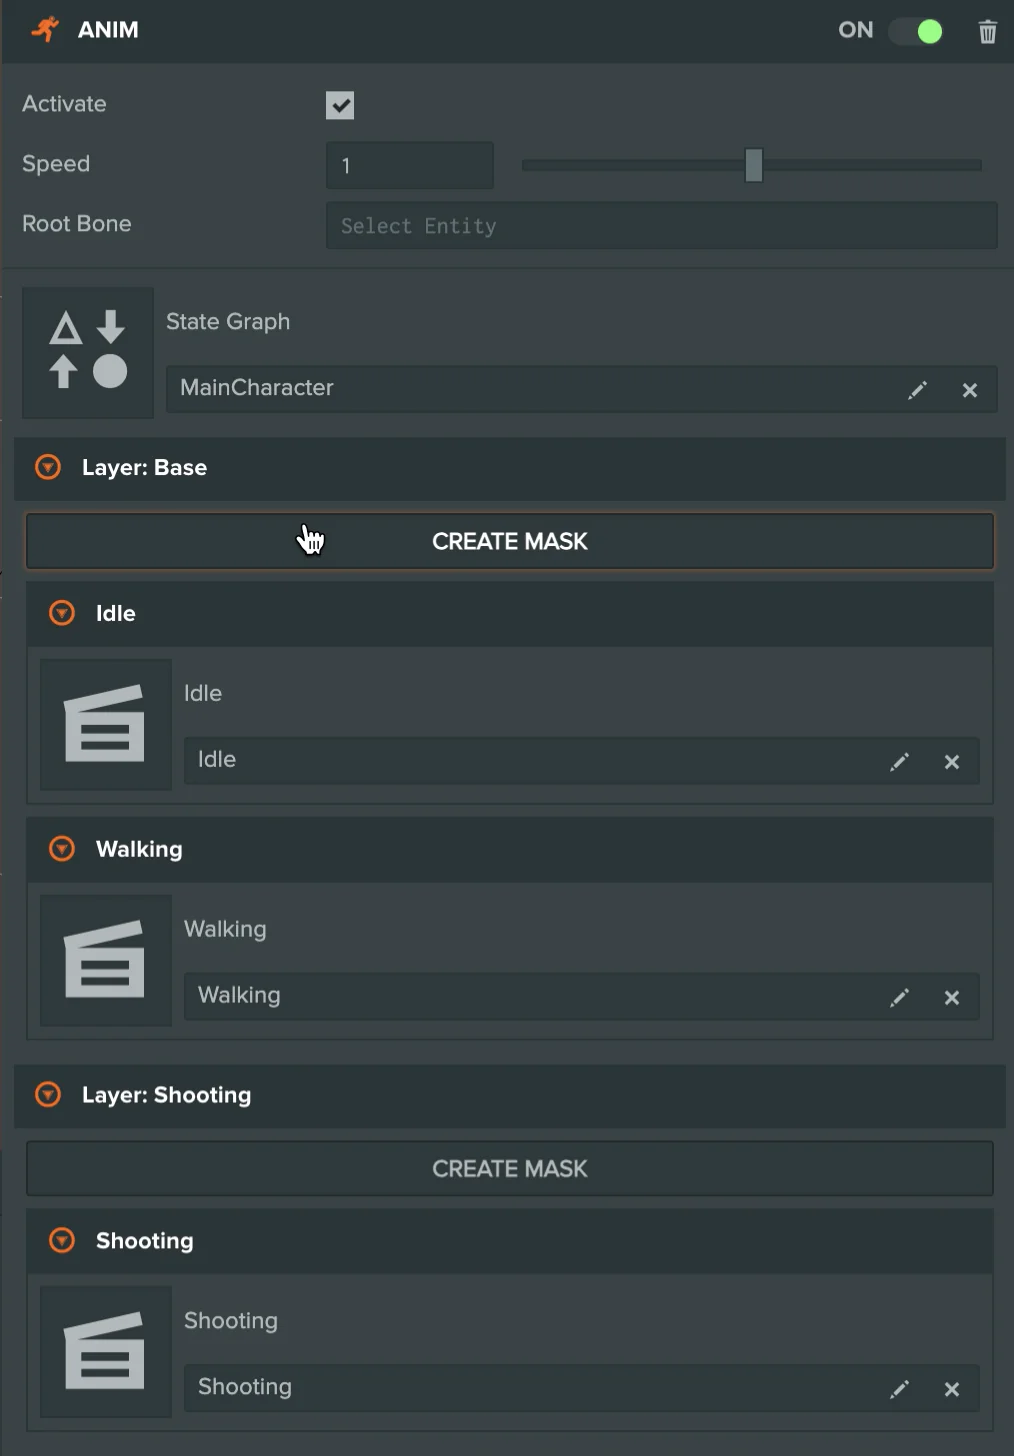 ANIM
ON
Activate
Speed
1
Root Bone
Select Entity
State Graph
MainCharacter
Layer: Base
CREATE MASK
Idle
Idle
Idle
Walking
Walking
Walking
Layer: Shooting
CREATE MASK
Shooting
Shooting
Shooting